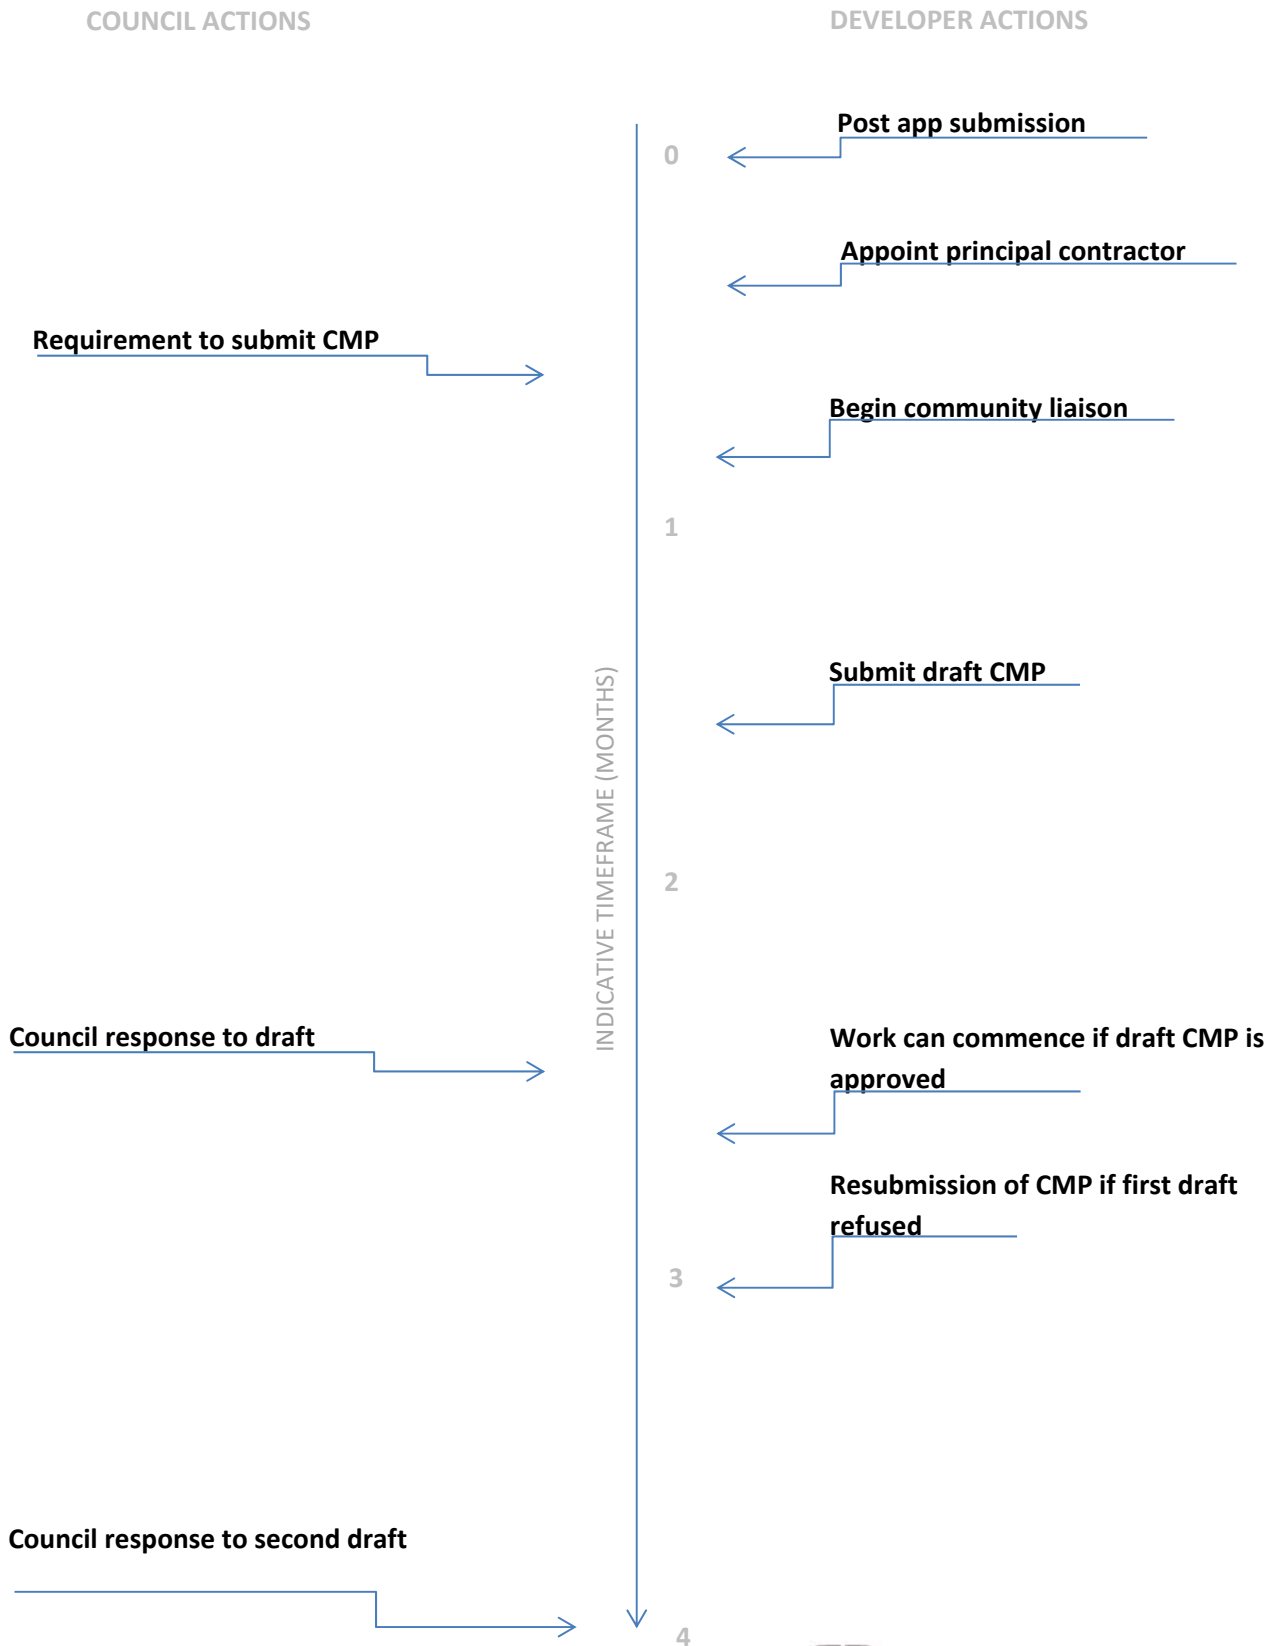 COUNCIL ACTIONS
DEVELOPER ACTIONS
Post app submission
0
Appoint principal contractor
Requirement to submit CMP
Begin community liaison
1
Submit draft CMP
INDICATIVE TIMEFRAME (MONTHS)
2
Council response to draft
Work can commence if draft CMP is
approved
Resubmission of CMP if first draft
refused
3
Council response to second draft
4